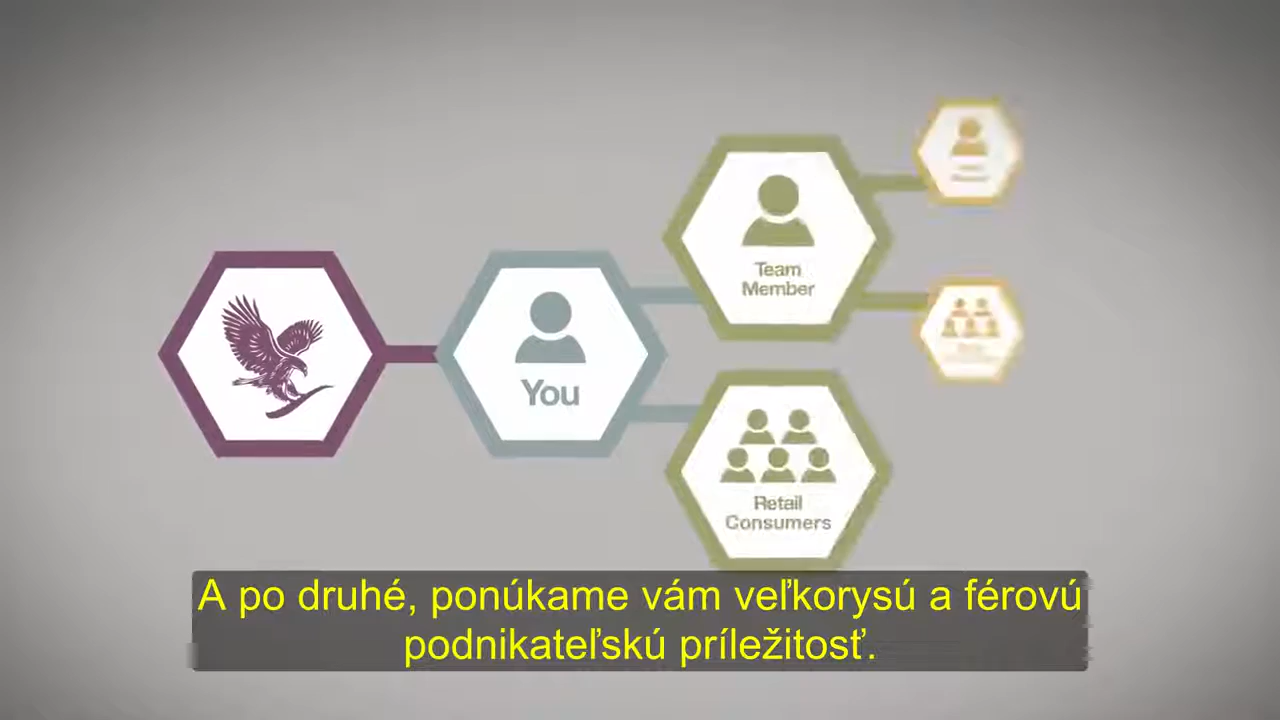 You
Team
Member
Retail
Consumers
A po druhé, ponúkame vám veľkorysú a férovú
podnikateľskú príležitosť.